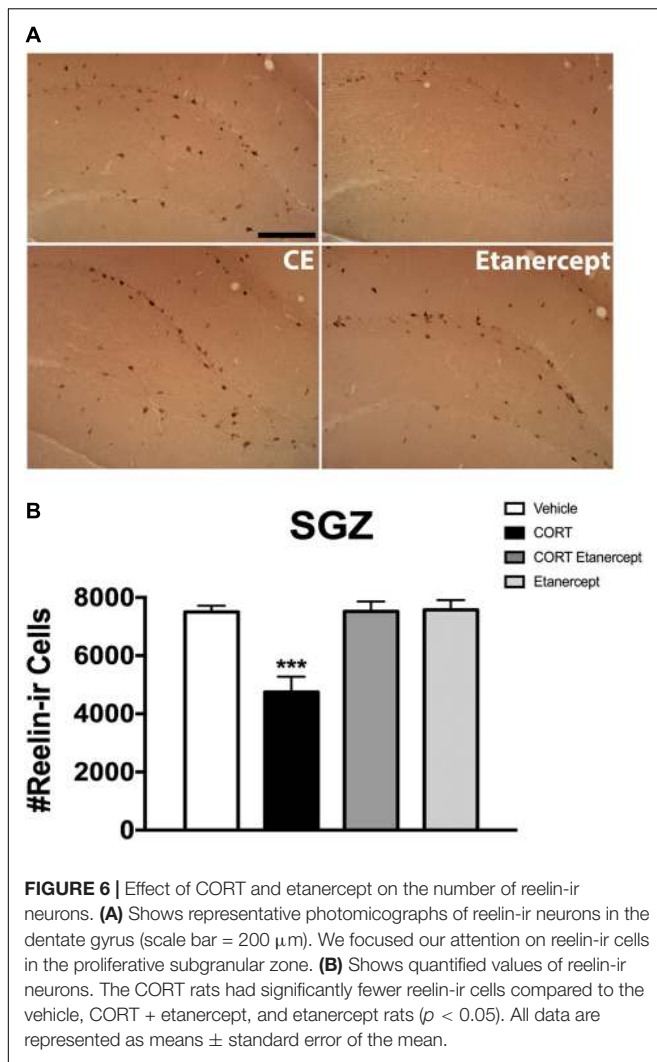 A
CE
Etanercept
B
SGZ
Vehicle
CORT
CORT Etanercept
Etanercept
#Reelin-ir Cells
8000
6000
4000
2000
0
***
FIGURE 6 | Effect of CORT and etanercept on the number of reelin-ir
neurons. (A) Shows representative photomicrographs of reelin-ir neurons in the
dentate gyrus (scale bar = 200 μm). We focused our attention on reelin-ir cells
in the proliferative subgranular zone. (B) Shows quantified values of reelin-ir
neurons. The CORT rats had significantly fewer reelin-ir cells compared to the
vehicle, CORT + etanercept, and etanercept rats (p < 0.05). All data are
represented as means ± standard error of the mean.